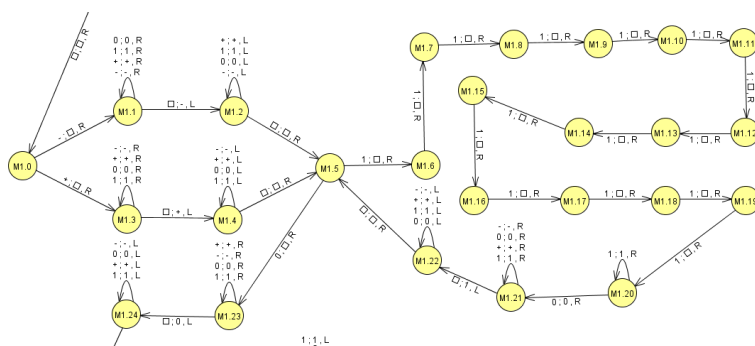 □;□,R
0;0,R
1;1,R
+;+,R
-;-,R
+;+,L
1;1,L
0;0,L
-;-,L
M1.7
1;□,R
M1.8
1;□,R
M1.9
1;□,R
M1.10
1;□,R
M1.11
M1.1
□;-,L
M1.2
-;□,R
□;□,R
1;□,R
1;□,R
M1.15
1;□,R
M1.14
1;□,R
M1.13
1;□,R
M1.12
M1.0
M1.5
1;□,R
M1.6
1;□,R
+;□,R
-;-,R
+;+,R
0;0,R
1;1,R
-;-,L
+;+,L
0;0,L
1;1,L
□;□,R
M1.3
□;+,L
M1.4
M1.16
1;□,R
M1.17
1;□,R
M1.18
1;□,R
M1.19
-;-,L
+;+,L
1;1,L
0;0,L
□;□,R
0;□,R
M1.22
-;-,R
0;0,R
+;+,R
1;1,R
1;1,R
1;□,R
□;1,L
M1.21
0;0,R
M1.20
-;-,L
0;0,L
+;+,L
1;1,L
+;+,R
-;-,R
0;0,R
1;1,R
M1.24
□;0,L
M1.23
1;1,L